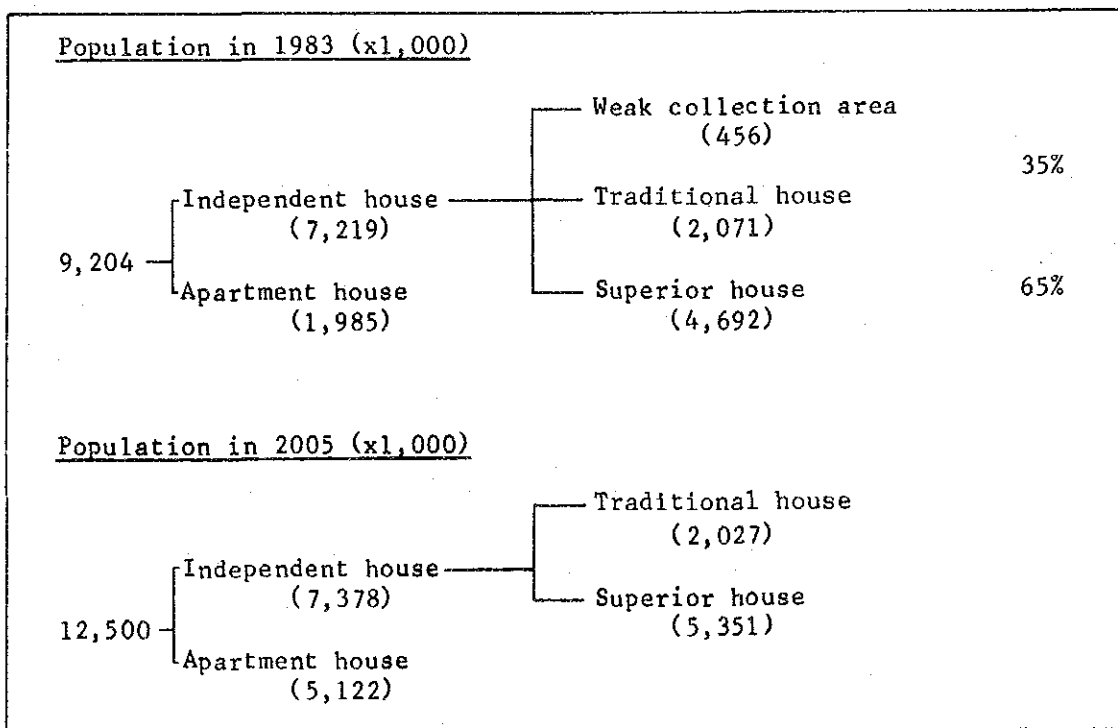 Population in 1983 (x1,000)
Weak collection area
(456)
35%
Independent house
Traditional house
(7,219)
(2,071)
9,204
Apartment house
Superior house
65%
(1,985)
(4,692)
Population in 2005 (x1,000)
Traditional house
(2,027)
Independent house
(7,378)
Superior house
12,500
(5,351)
Apartment house
(5,122)